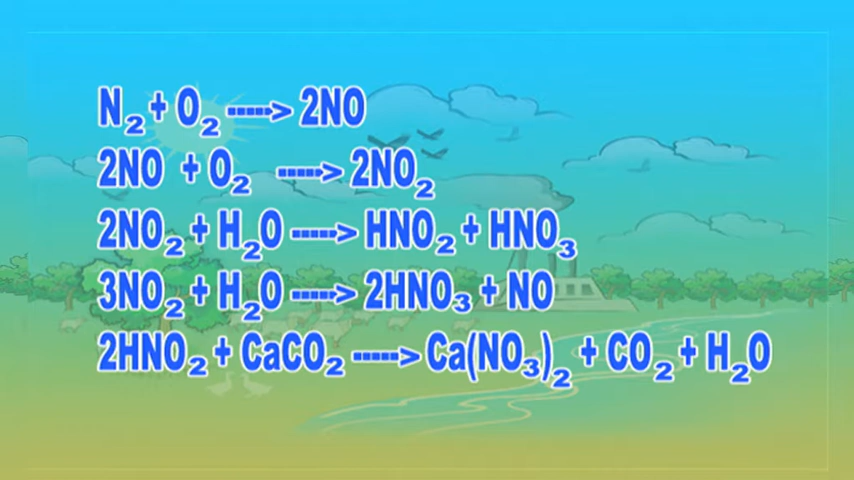 N₂ + O₂ -----> 2NO
2NO + O₂ -----> 2NO₂
2NO₂ + H₂O -----> HNO₂ + HNO₃
3NO₂ + H₂O -----> 2HNO₃ + NO
2HNO₂ + CaCO₂ -----> Ca(NO₃)₂ + CO₂ + H₂O